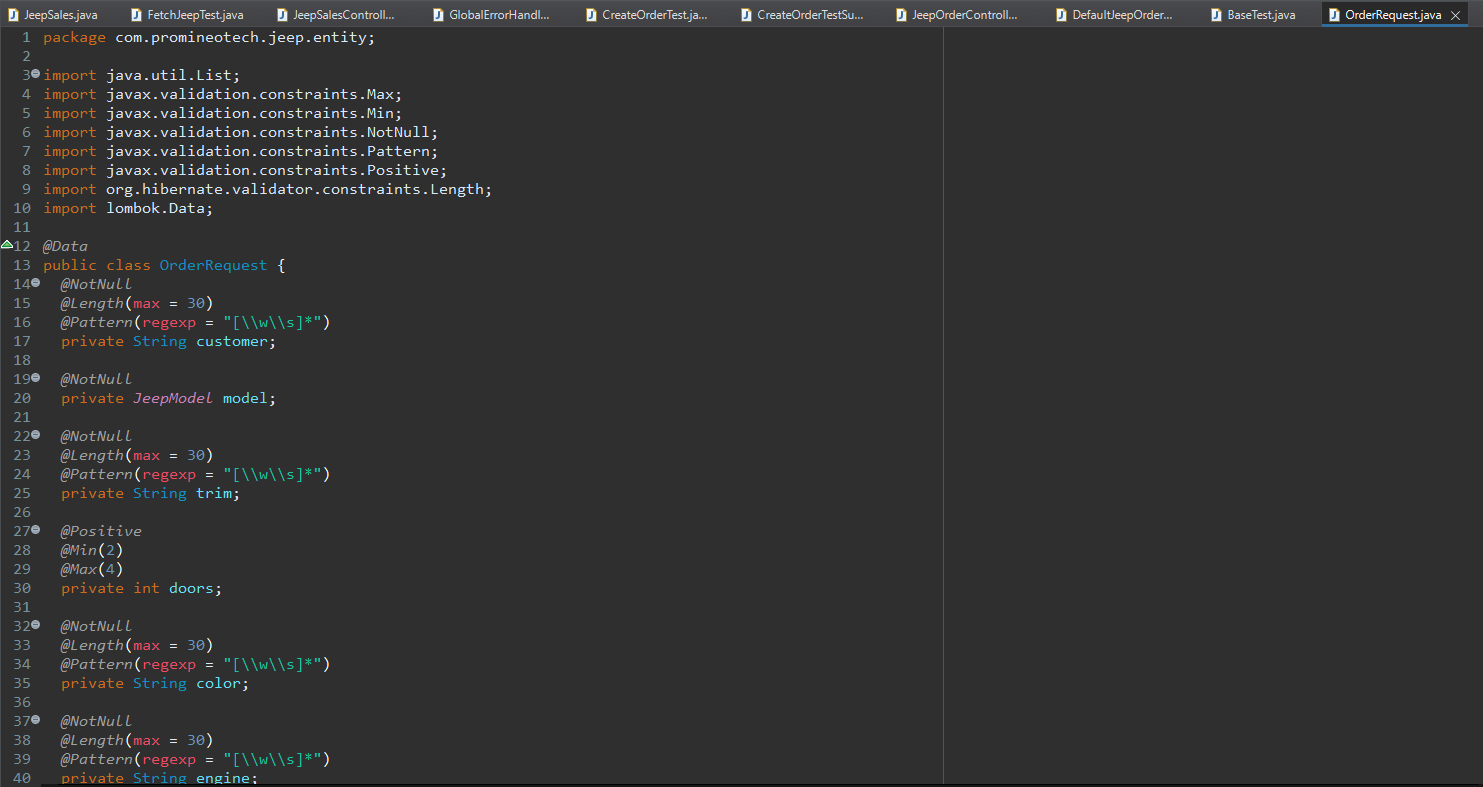 JeepSales.java
FetchJeepTest.java
JeepSalesControll...
GlobalErrorHandl...
CreateOrderTest.ja...
CreateOrderTestSu...
JeepOrderControll...
DefaultJeepOrder...
BaseTest.java
OrderRequest.java
1 package com.promineotech.jeep.entity;
2
3 import java.util.List;
4 import javax.validation.constraints.Max;
5 import javax.validation.constraints.Min;
6 import javax.validation.constraints.NotNull;
7 import javax.validation.constraints.Pattern;
8 import javax.validation.constraints.Positive;
9 import org.hibernate.validator.constraints.Length;
10 import lombok.Data;
11
12 @Data
13 public class OrderRequest {
14 @NotNull
15 @Length(max = 30)
16 @Pattern(regexp = "[\\w\\s]*")
17 private String customer;
18
19 @NotNull
20 private JeepModel model;
21
22 @NotNull
23 @Length(max = 30)
24 @Pattern(regexp = "[\\w\\s]*")
25 private String trim;
26
27 @Positive
28 @Min(2)
29 @Max(4)
30 private int doors;
31
32 @NotNull
33 @Length(max = 30)
34 @Pattern(regexp = "[\\w\\s]*")
35 private String color;
36
37 @NotNull
38 @Length(max = 30)
39 @Pattern(regexp = "[\\w\\s]*")
40 private String engine;